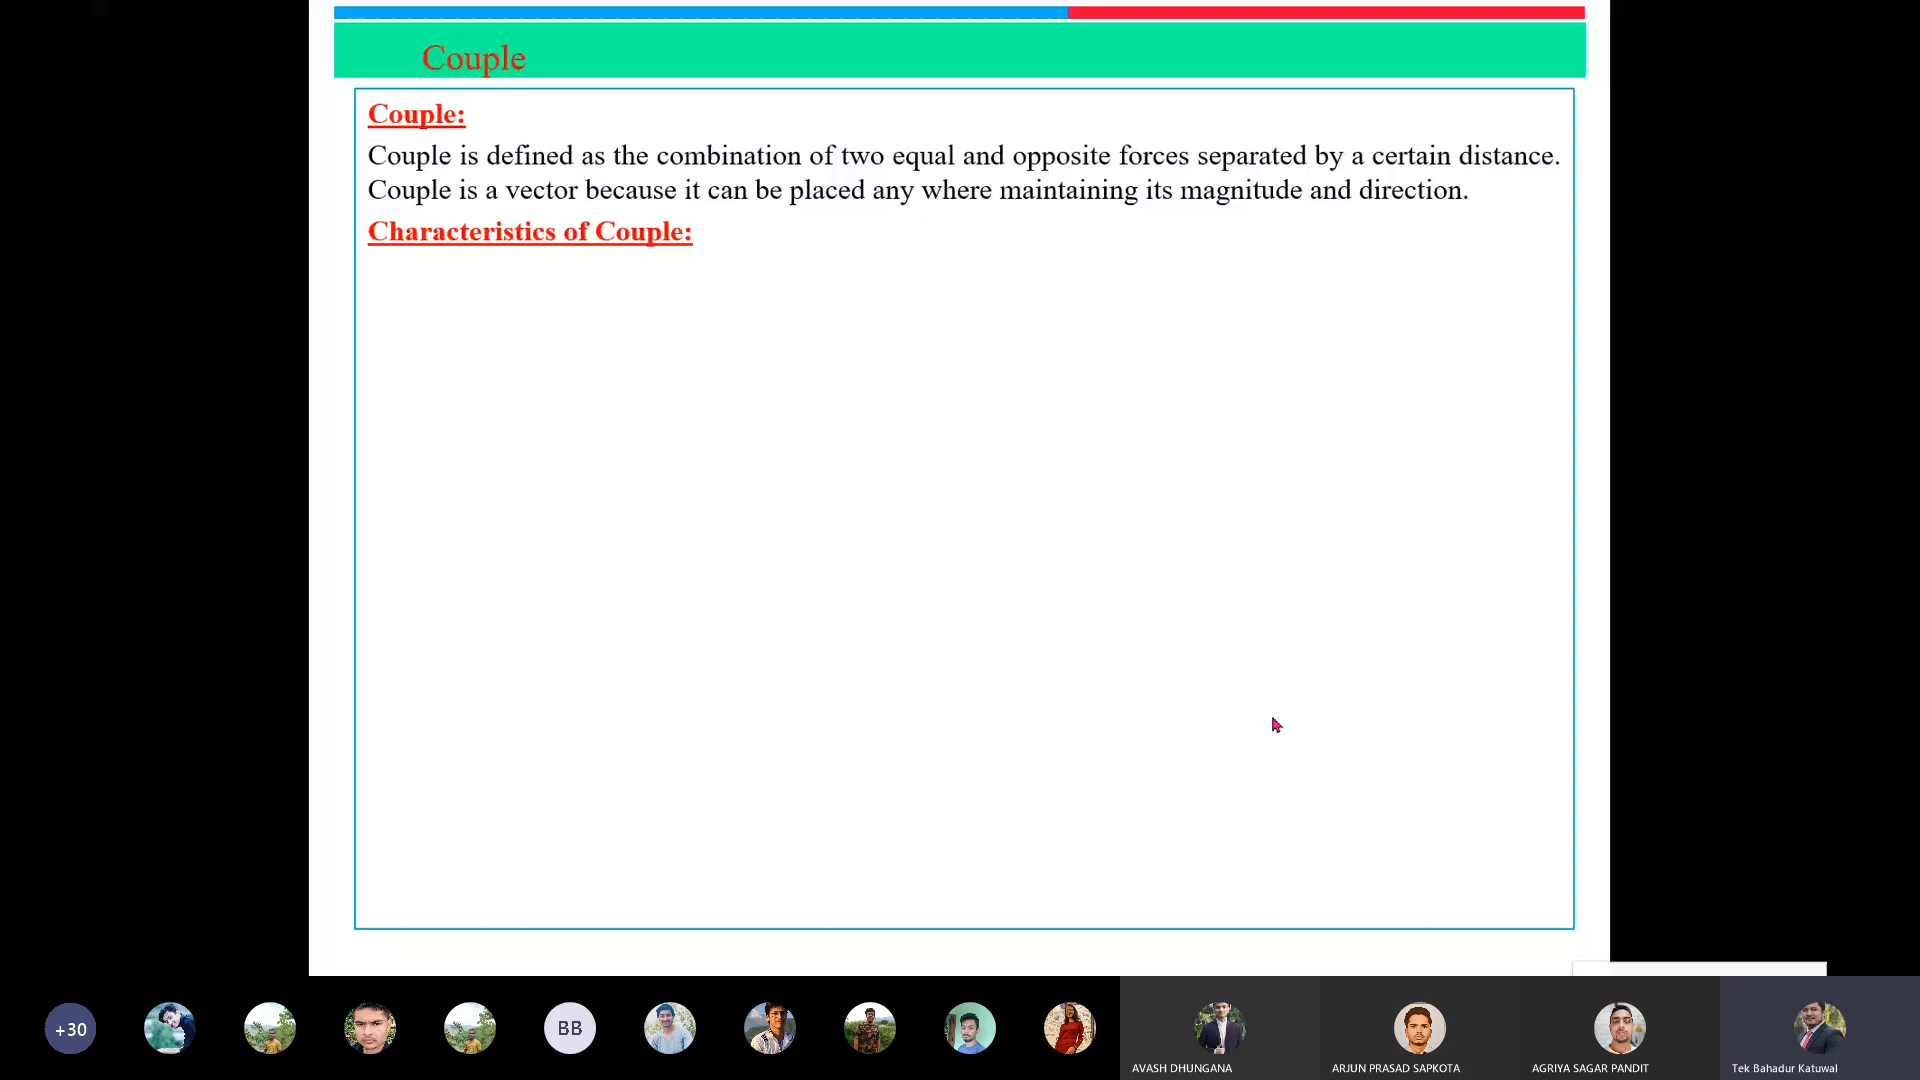 Couple
Couple:
Couple is defined as the combination of two equal and opposite forces separated by a certain distance.
Couple is a vector because it can be placed any where maintaining its magnitude and direction.
Characteristics of Couple:
+30
BB
AVASH DHUNGANA
ARJUN PRASAD SAPKOTA
AGRIYA SAGAR PANDIT
Tek Bahadur Katuwal